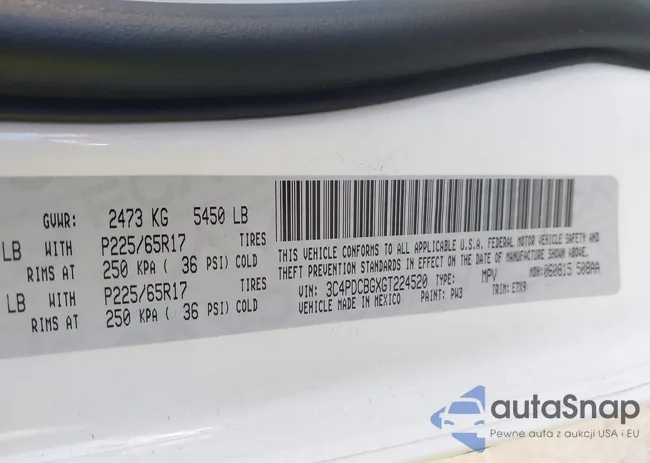 GVWR: 2473 KG 5450 LB
LB WITH P225/65R17 TIRES
RIMS AT 250 KPA ( 36 PSI) COLD
LB WITH P225/65R17 TIRES
RIMS AT 250 KPA ( 36 PSI) COLD
THIS VEHICLE CONFORMS TO ALL APPLICABLE U.S.A. FEDERAL MOTOR VEHICLE SAFETY AND
THEFT PREVENTION STANDARDS IN EFFECT ON THE DATE OF MANUFACTURE SHOWN ABOVE.
VIN: 3C4PDCBGXGT224520 TYPE: MPV MDH: 060815 508AA
VEHICLE MADE IN MEXICO PAINT: PW3 TRIM: E7X9
autaSnap
Pewne auta z aukcji USA i EU